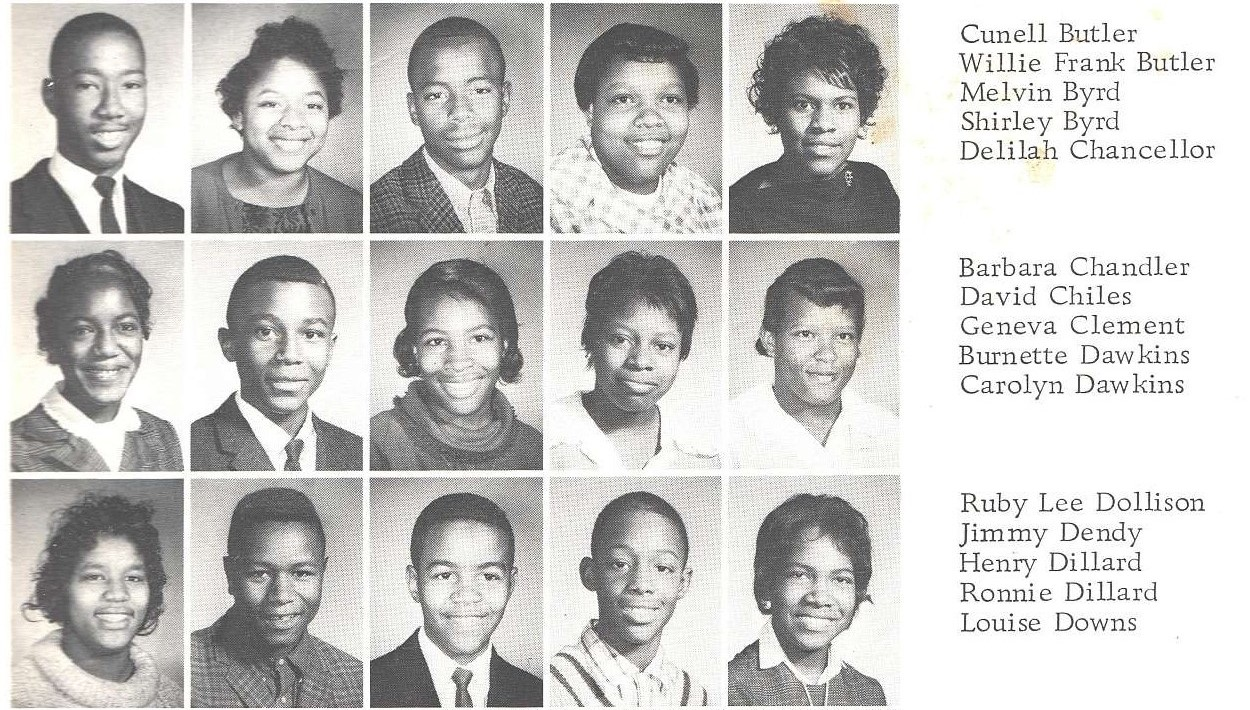 Cunell Butler
Willie Frank Butler
Melvin Byrd
Shirley Byrd
Delilah Chancellor
Barbara Chandler
David Chiles
Geneva Clement
Burnette Dawkins
Carolyn Dawkins
Ruby Lee Dollison
Jimmy Dendy
Henry Dillard
Ronnie Dillard
Louise Downs